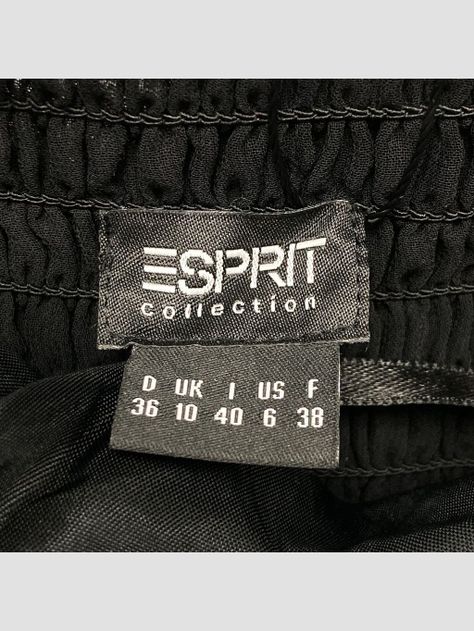 ESPRIT
collection
D UK I US F
36 10 40 6 38